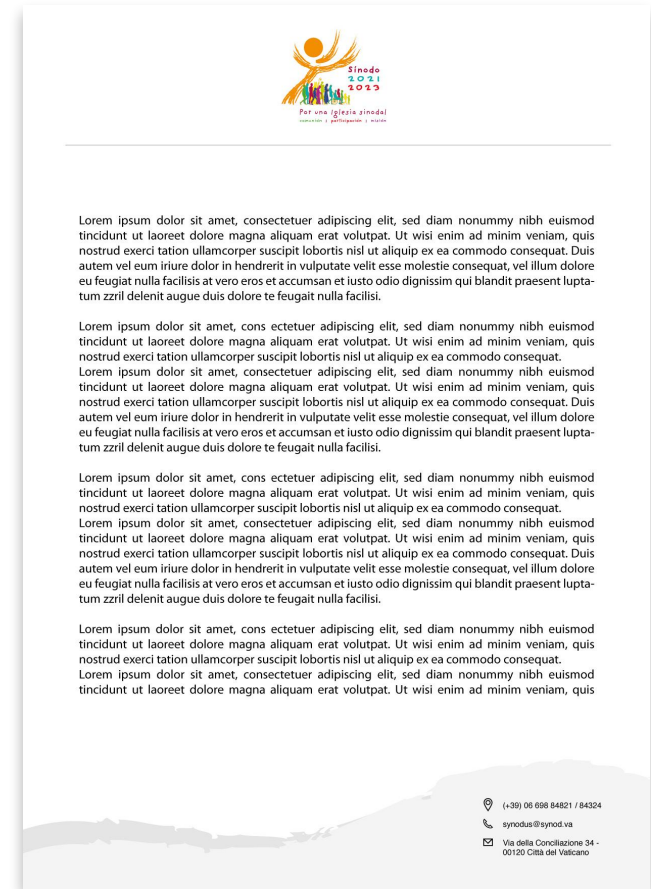 Sínodo
2021
2023
Por una Iglesia sinodal
comunión | participación | misión
Lorem ipsum dolor sit amet, consectetuer adipiscing elit, sed diam nonummy nibh euismod
tincidunt ut laoreet dolore magna aliquam erat volutpat. Ut wisi enim ad minim veniam, quis
nostrud exerci tation ullamcorper suscipit lobortis nisl ut aliquip ex ea commodo consequat. Duis
autem vel eum iriure dolor in hendrerit in vulputate velit esse molestie consequat, vel illum dolore
eu feugiat nulla facilisis at vero eros et accumsan et iusto odio dignissim qui blandit praesent lupta-
tum zzril delenit augue duis dolore te feugait nulla facilisi.
Lorem ipsum dolor sit amet, cons ectetuer adipiscing elit, sed diam nonummy nibh euismod
tincidunt ut laoreet dolore magna aliquam erat volutpat. Ut wisi enim ad minim veniam, quis
nostrud exerci tation ullamcorper suscipit lobortis nisl ut aliquip ex ea commodo consequat.
Lorem ipsum dolor sit amet, consectetuer adipiscing elit, sed diam nonummy nibh euismod
tincidunt ut laoreet dolore magna aliquam erat volutpat. Ut wisi enim ad minim veniam, quis
nostrud exerci tation ullamcorper suscipit lobortis nisl ut aliquip ex ea commodo consequat. Duis
autem vel eum iriure dolor in hendrerit in vulputate velit esse molestie consequat, vel illum dolore
eu feugiat nulla facilisis at vero eros et accumsan et iusto odio dignissim qui blandit praesent lupta-
tum zzril delenit augue duis dolore te feugait nulla facilisi.
Lorem ipsum dolor sit amet, cons ectetuer adipiscing elit, sed diam nonummy nibh euismod
tincidunt ut laoreet dolore magna aliquam erat volutpat. Ut wisi enim ad minim veniam, quis
nostrud exerci tation ullamcorper suscipit lobortis nisl ut aliquip ex ea commodo consequat.
Lorem ipsum dolor sit amet, consectetuer adipiscing elit, sed diam nonummy nibh euismod
tincidunt ut laoreet dolore magna aliquam erat volutpat. Ut wisi enim ad minim veniam, quis
nostrud exerci tation ullamcorper suscipit lobortis nisl ut aliquip ex ea commodo consequat. Duis
autem vel eum iriure dolor in hendrerit in vulputate velit esse molestie consequat, vel illum dolore
eu feugiat nulla facilisis at vero eros et accumsan et iusto odio dignissim qui blandit praesent lupta-
tum zzril delenit augue duis dolore te feugait nulla facilisi.
Lorem ipsum dolor sit amet, cons ectetuer adipiscing elit, sed diam nonummy nibh euismod
tincidunt ut laoreet dolore magna aliquam erat volutpat. Ut wisi enim ad minim veniam, quis
nostrud exerci tation ullamcorper suscipit lobortis nisl ut aliquip ex ea commodo consequat.
Lorem ipsum dolor sit amet, consectetuer adipiscing elit, sed diam nonummy nibh euismod
tincidunt ut laoreet dolore magna aliquam erat volutpat. Ut wisi enim ad minim veniam, quis
(+39) 06 698 84821 / 84324
synodus@synod.va
Via della Conciliazione 34 -
00120 Città del Vaticano